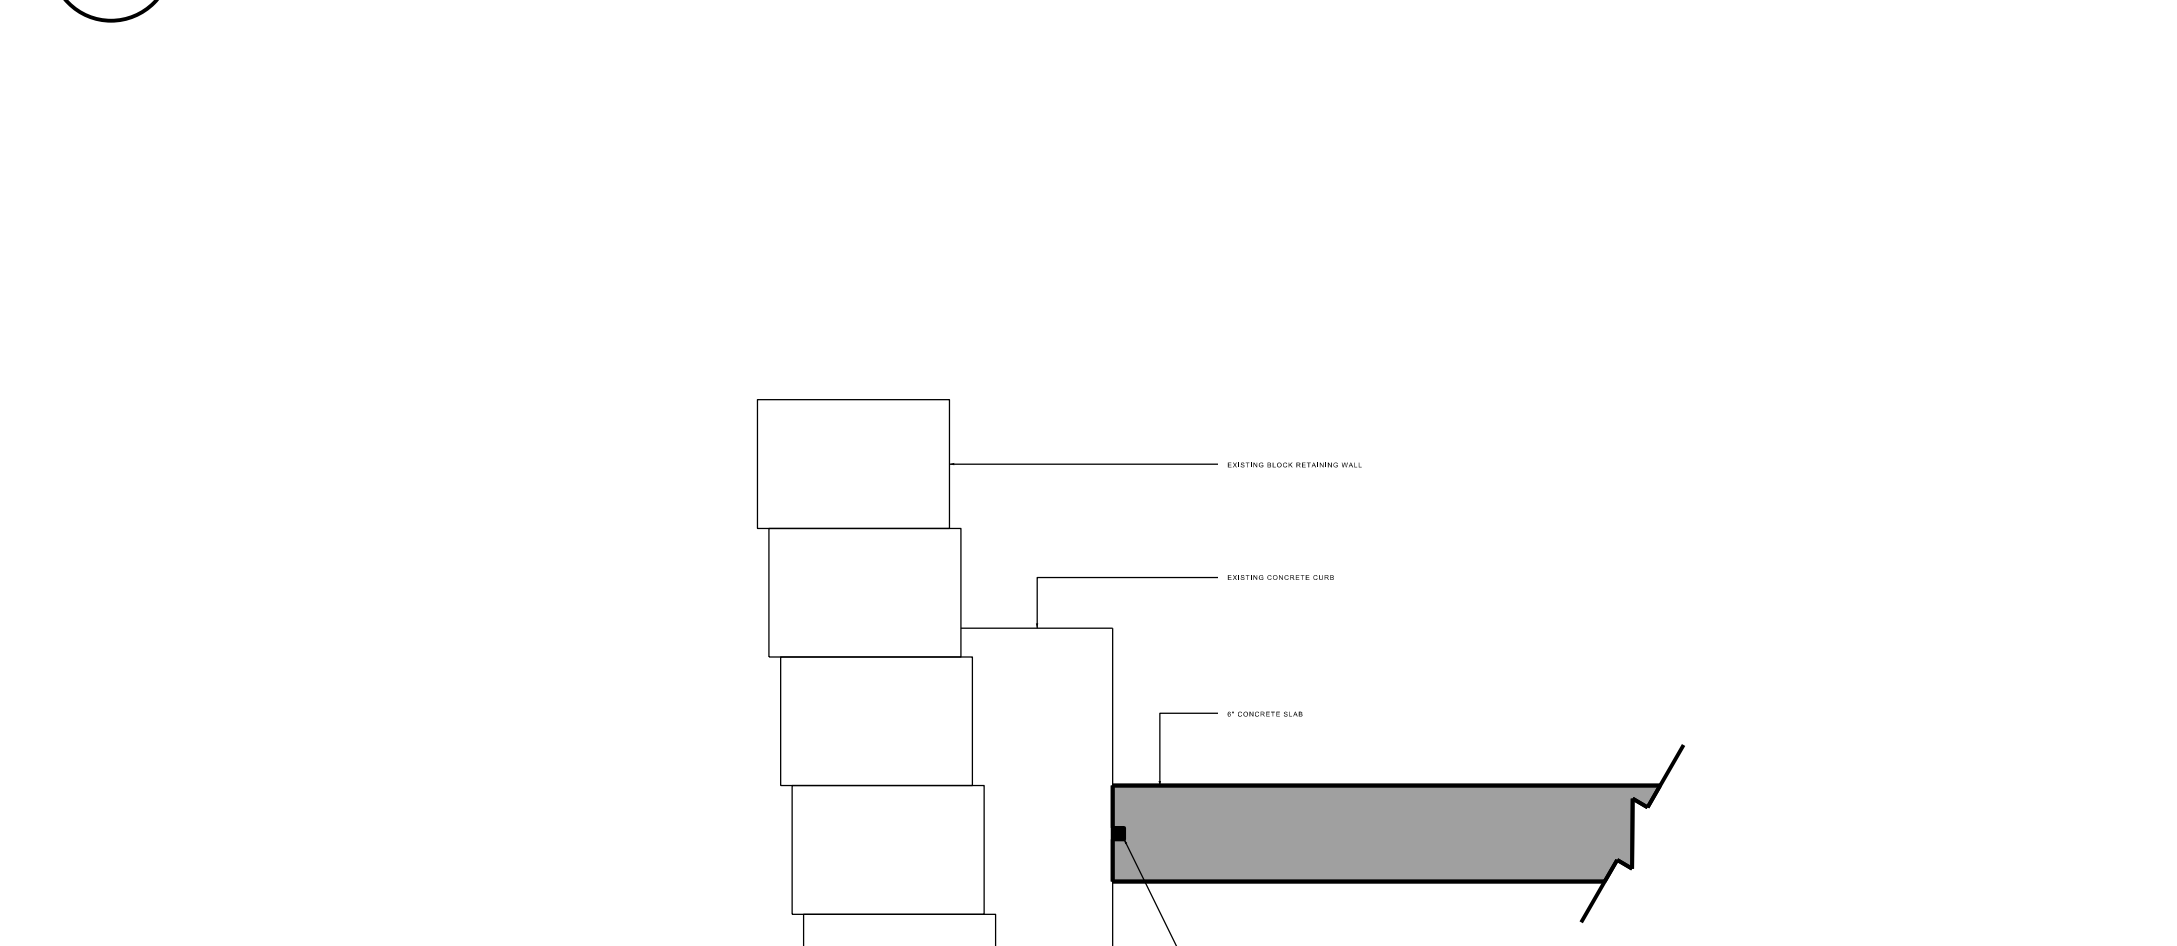 EXISTING BLOCK RETAINING WALL
EXISTING CONCRETE CURB
6" CONCRETE SLAB